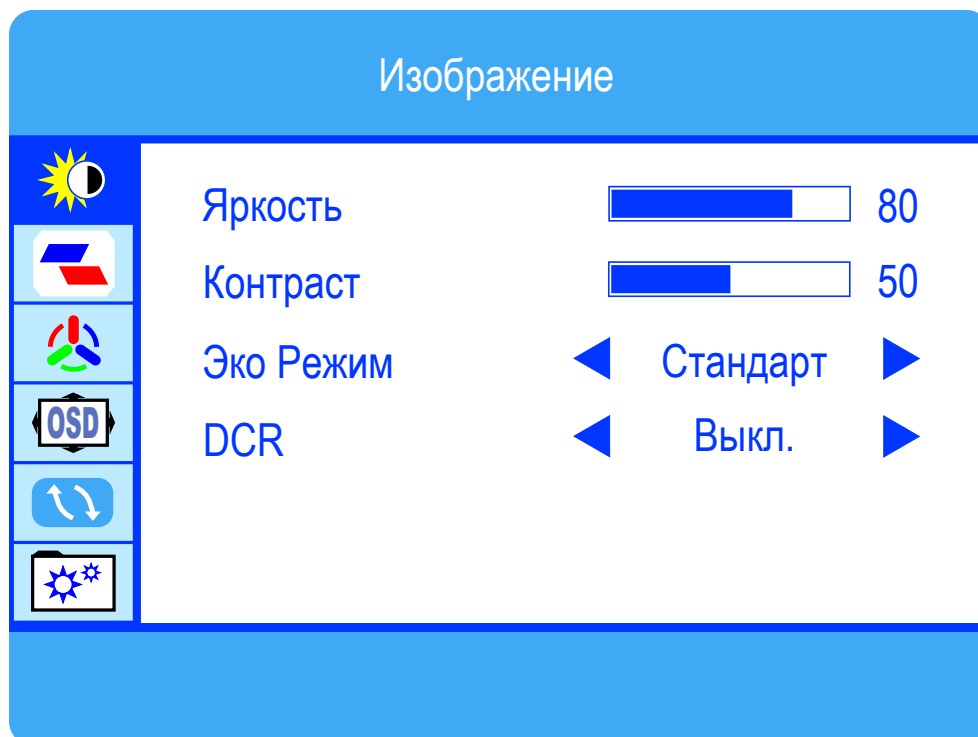 Изображение
Яркость 80
Контраст 50
Эко Режим Стандарт
DCR Выкл.
OSD